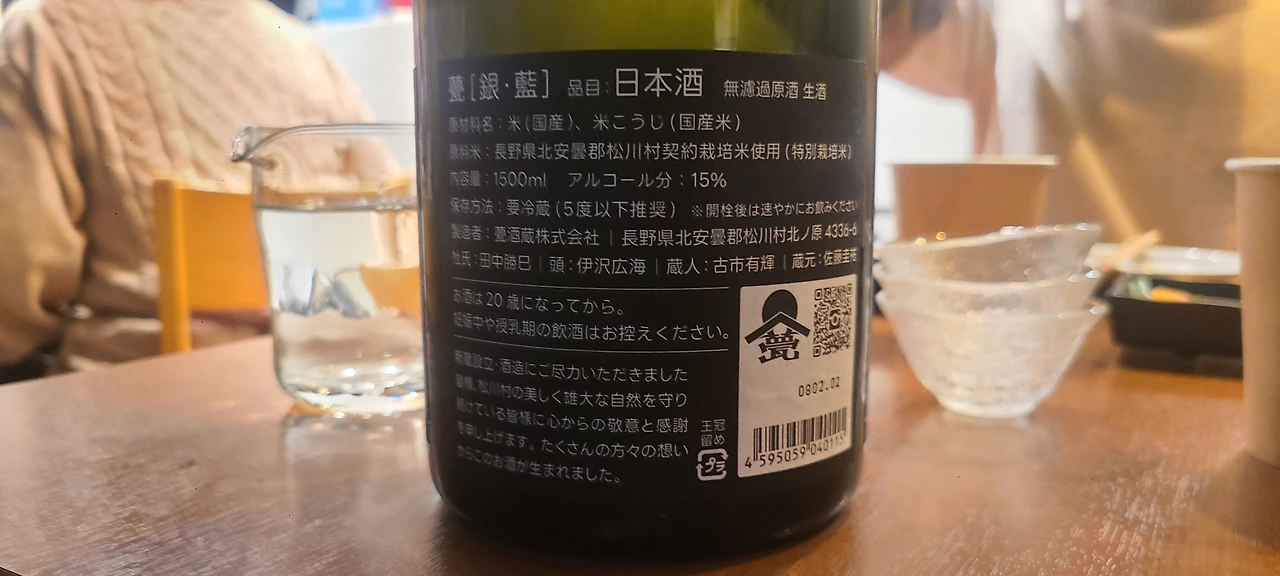 甍 [銀・藍] 品目：日本酒 無濾過原酒 生酒
原材料名：米(国産)、米こうじ(国産米)
原料米：長野県北安曇郡松川村契約栽培米使用(特別栽培米)
内容量：1500ml アルコール分：15%
保存方法：要冷蔵(5度以下推奨) ※開栓後は速やかにお飲みください
製造者：甍酒蔵株式会社｜長野県北安曇郡松川村北ノ原 4336-6
杜氏：田中勝巳｜頭：伊沢広海｜蔵人：古市有輝｜蔵元：佐藤圭祐
お酒は20歳になってから。
妊娠中や授乳期の飲酒はお控えください。
新蔵設立・酒造にご尽力いただきました
皆様、松川村の美しく雄大な自然を守り
続けている皆様に心からの敬意と感謝
を申し上げます。たくさんの方々の想い
からこのお酒が生まれました。
王冠
留め
プラ
甍
0802.02
4 595059 040115